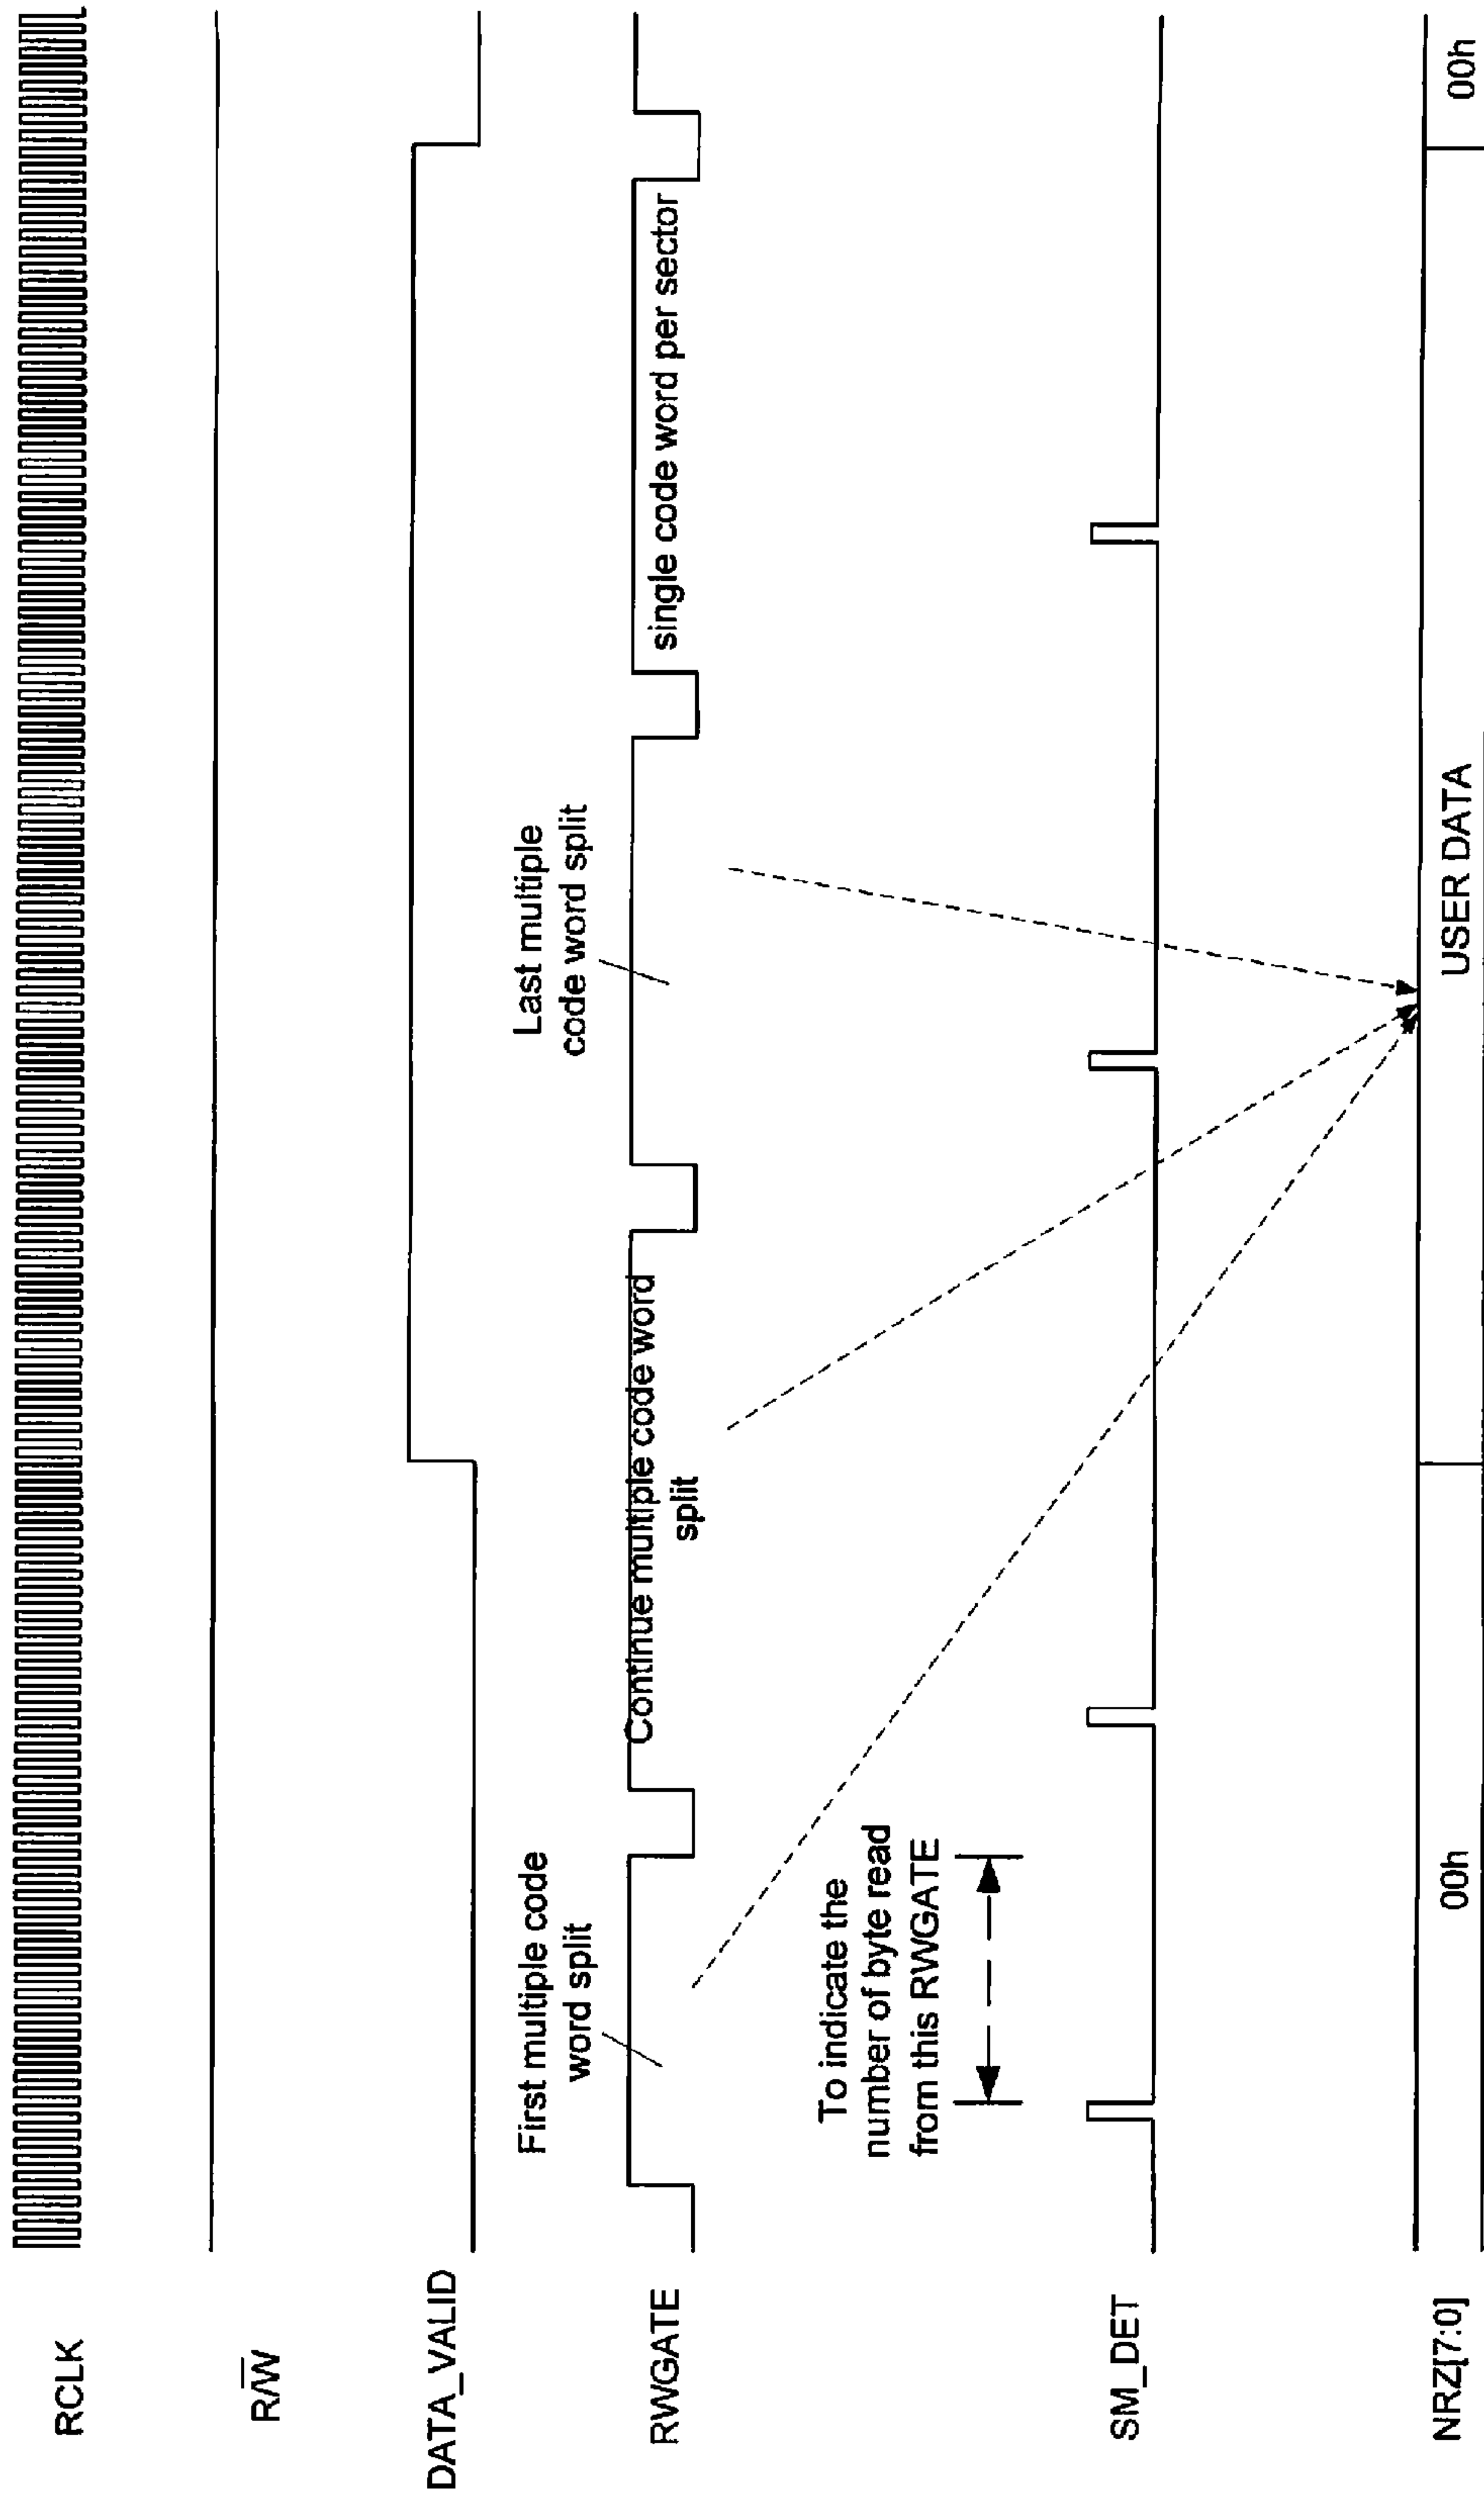 RCLK
R/W
DATA_VALID
First multiple code
word split
Last multiple
code word split
RWGATE
Continue multiple code word
split
single code word per sector
To indicate the
number of byte read
from this RWGATE
SM_DET
NRZ[7:0]
00h
USER DATA
00h